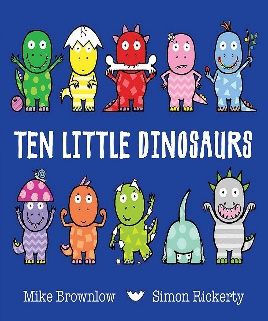 TEN LITTLE DINOSAURS
Mike Brownlow Simon Rickerty